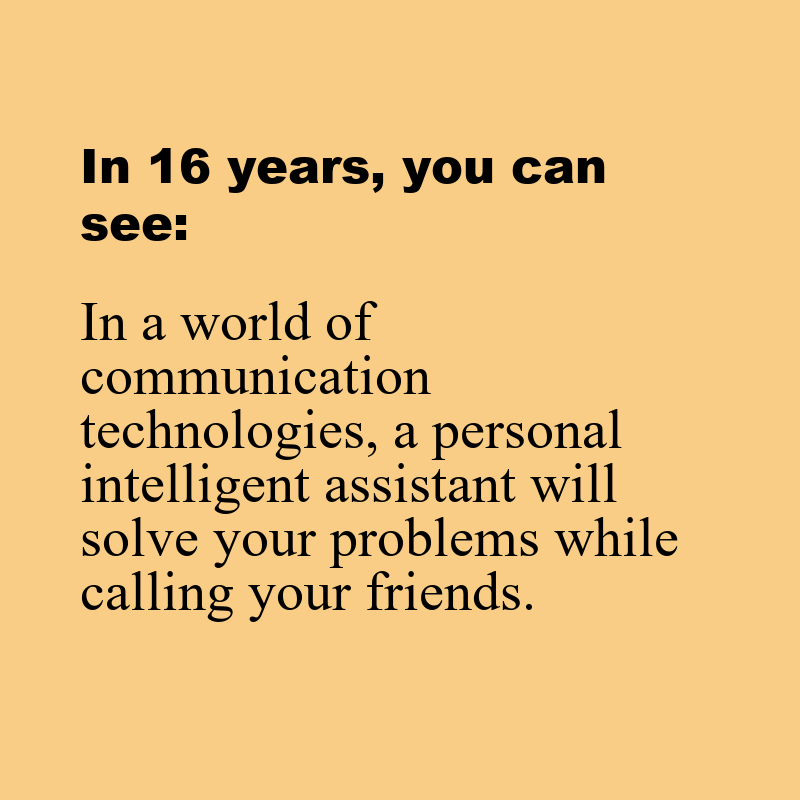 In 16 years, you can
see:
In a world of
communication
technologies, a personal
intelligent assistant will
solve your problems while
calling your friends.